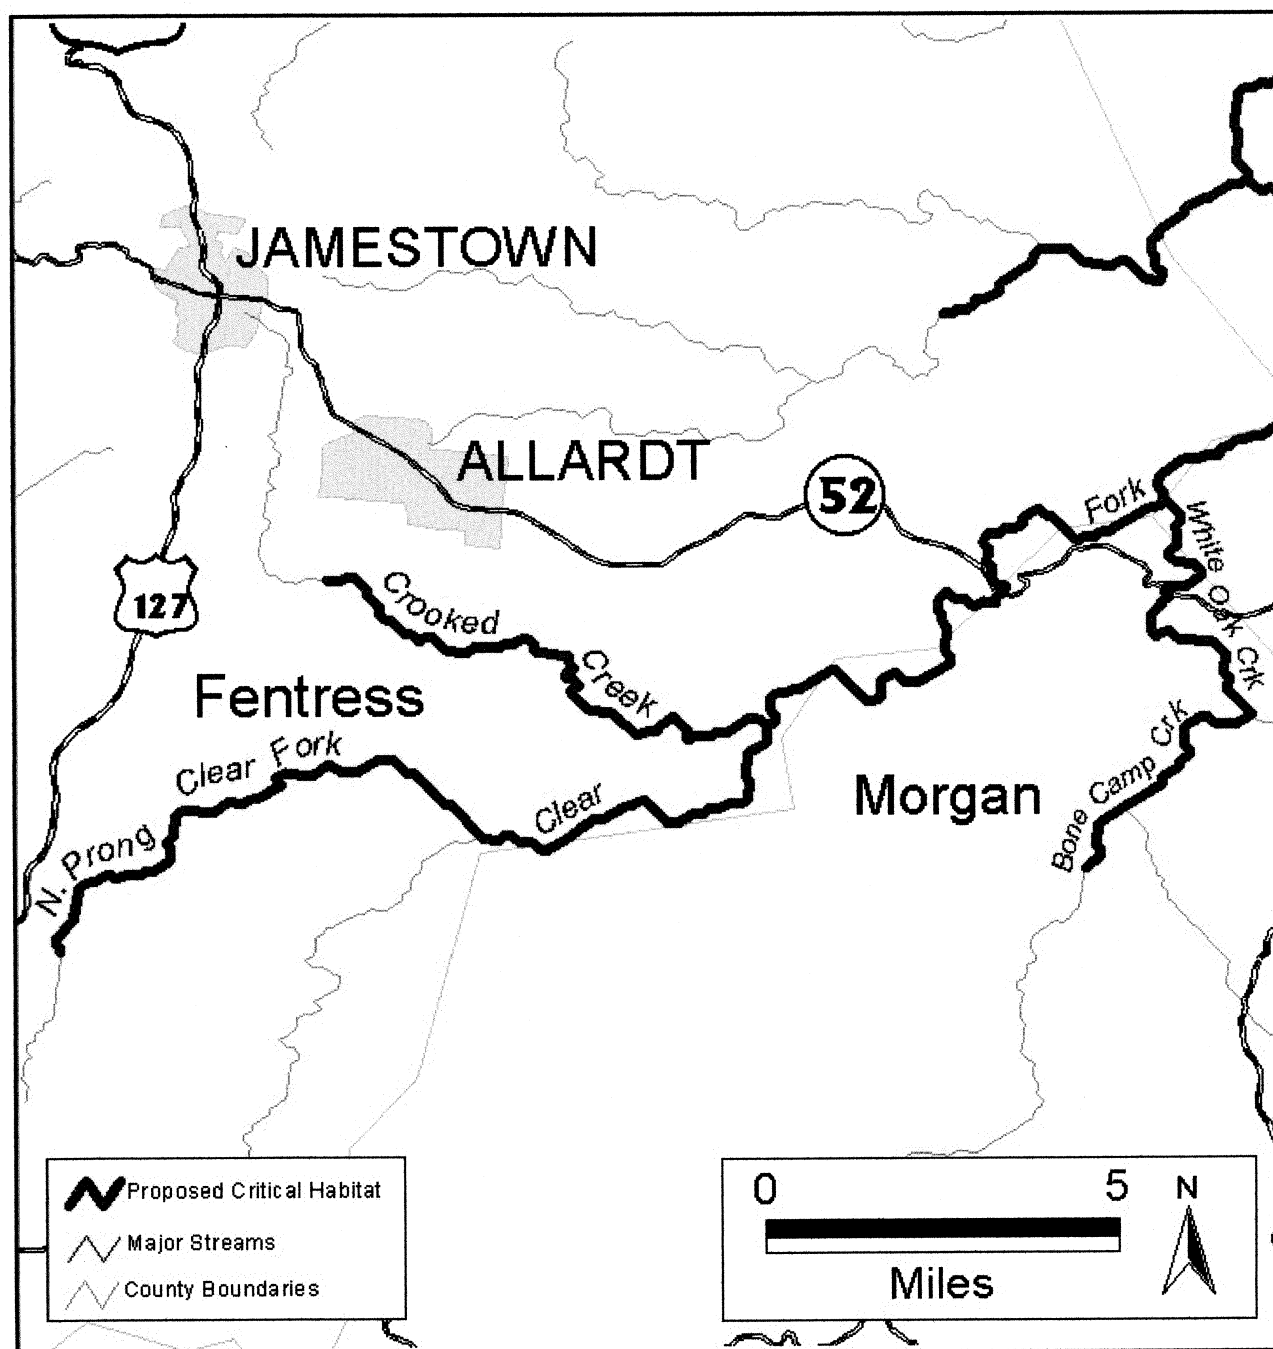 JAMESTOWN
ALLARDT
52
Fork
White Oak Crk
127
Crooked
Creek
Fentress
Clear Fork
N. Prong
Clear
Morgan
Bone Camp Crk
Proposed Critical Habitat
Major Streams
County Boundaries
0 5
N
Miles